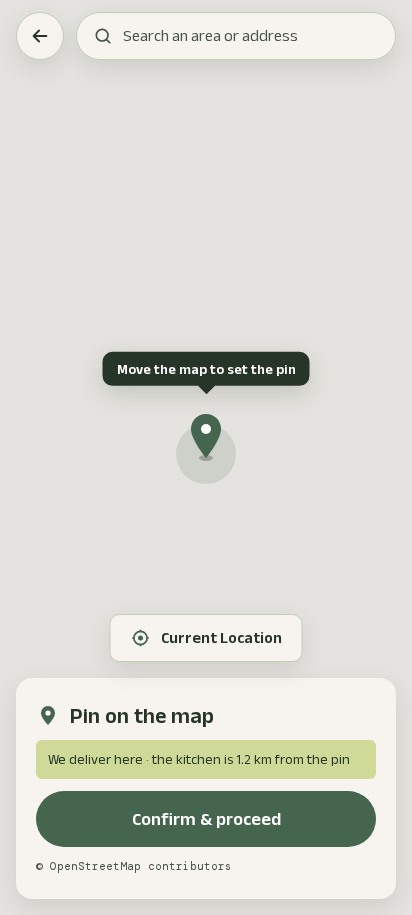 Search an area or address
Move the map to set the pin
Current Location
Pin on the map
We deliver here · the kitchen is 1.2 km from the pin
Confirm & proceed
© OpenStreetMap contributors